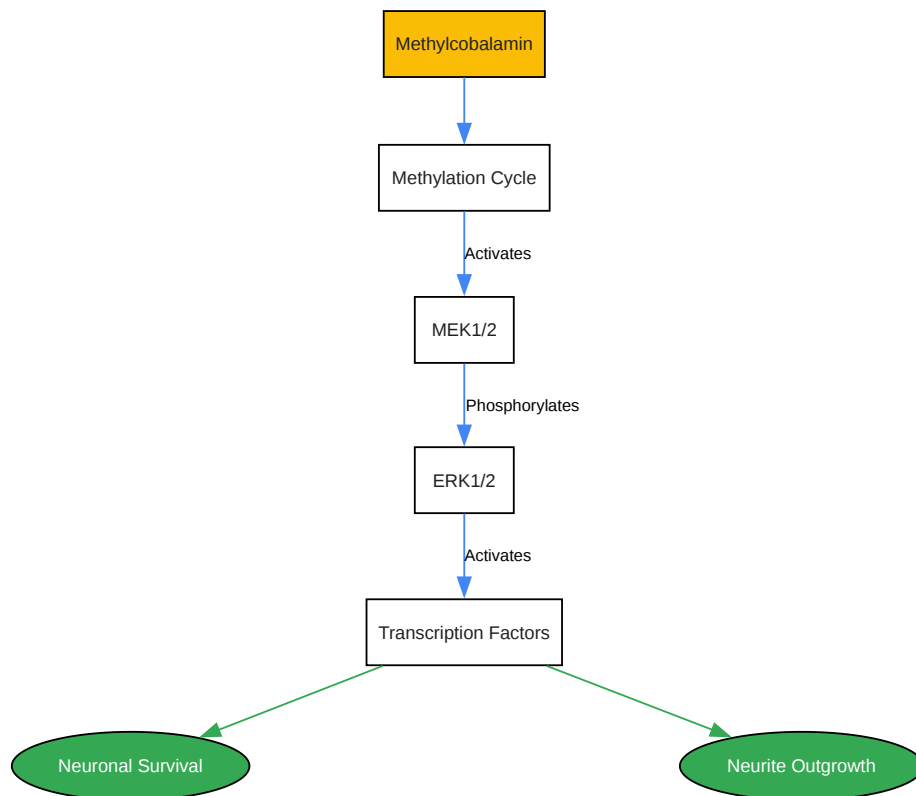 Methylcobalamin
Methylation Cycle
Activates
MEK1/2
Phosphorylates
ERK1/2
Activates
Transcription Factors
Neuronal Survival
Neurite Outgrowth